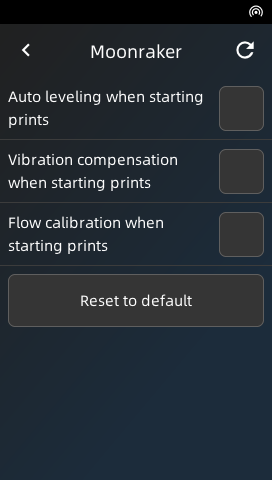 Moonraker
Auto leveling when starting
prints
Vibration compensation
when starting prints
Flow calibration when
starting prints
Reset to default